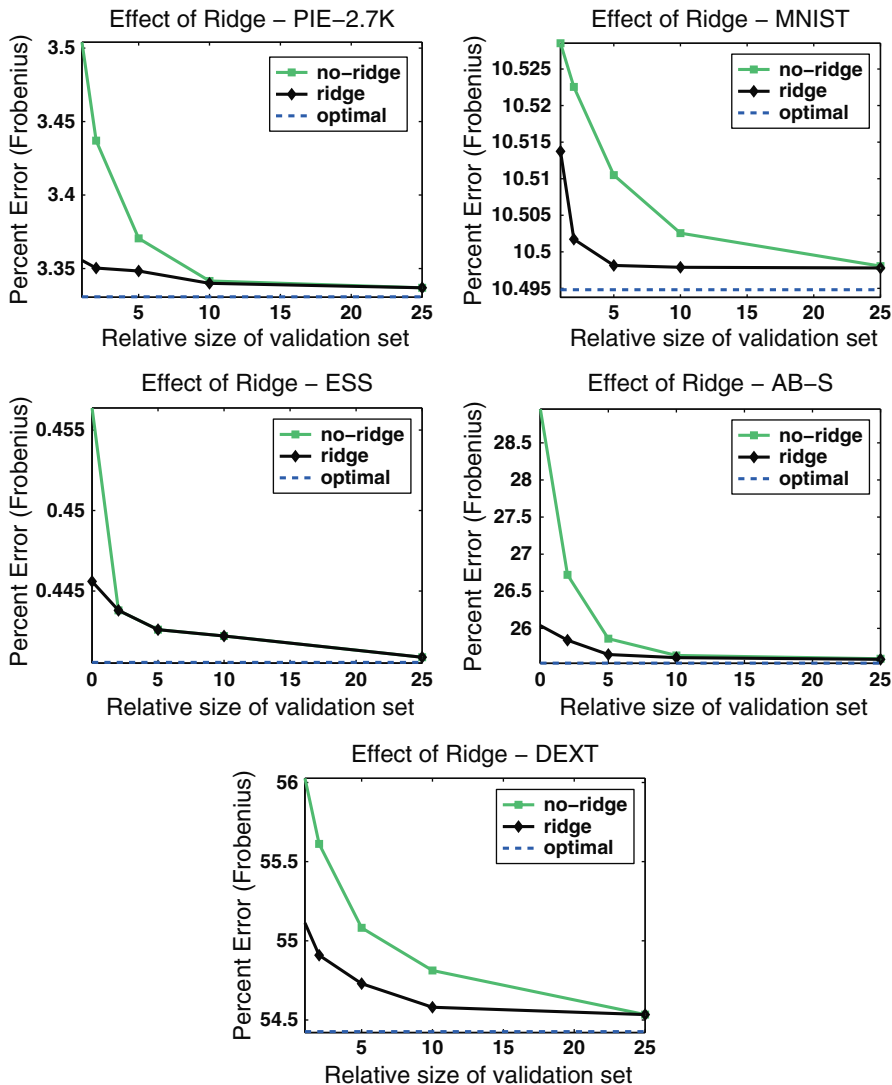 Effect of Ridge – PIE–2.7K
Percent Error (Frobenius)
3.5
3.45
3.4
3.35
no–ridge
ridge
optimal
5 10 15 20 25
Relative size of validation set
Effect of Ridge – MNIST
Percent Error (Frobenius)
10.525
10.52
10.515
10.51
10.505
10.5
10.495
no–ridge
ridge
optimal
5 10 15 20 25
Relative size of validation set
Effect of Ridge – ESS
Percent Error (Frobenius)
0.455
0.45
0.445
no–ridge
ridge
optimal
0 5 10 15 20 25
Relative size of validation set
Effect of Ridge – AB–S
Percent Error (Frobenius)
28.5
28
27.5
27
26.5
26
no–ridge
ridge
optimal
0 5 10 15 20 25
Relative size of validation set
Effect of Ridge – DEXT
Percent Error (Frobenius)
56
55.5
55
54.5
no–ridge
ridge
optimal
5 10 15 20 25
Relative size of validation set